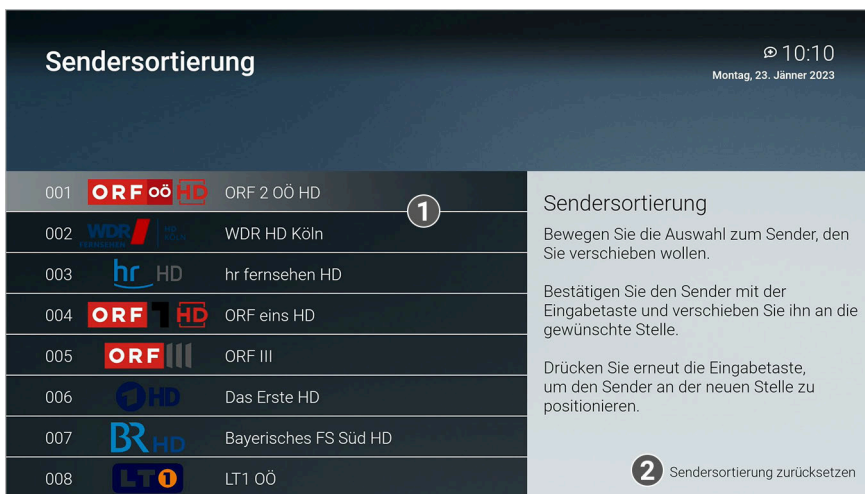 Sendersortierung
10:10
Montag, 23. Jänner 2023
001 ORF OÖ HD ORF 2 OÖ HD
1
002 WDR FERNSEHEN HD KÖLN WDR HD Köln
003 hr HD hr fernsehen HD
004 ORF 1 HD ORF eins HD
005 ORF III ORF III
006 1 HD Das Erste HD
007 BR HD Bayerisches FS Süd HD
008 LT1 LT1 OÖ
Sendersortierung
Bewegen Sie die Auswahl zum Sender, den
Sie verschieben wollen.
Bestätigen Sie den Sender mit der
Eingabetaste und verschieben Sie ihn an die
gewünschte Stelle.
Drücken Sie erneut die Eingabetaste,
um den Sender an der neuen Stelle zu
positionieren.
2 Sendersortierung zurücksetzen